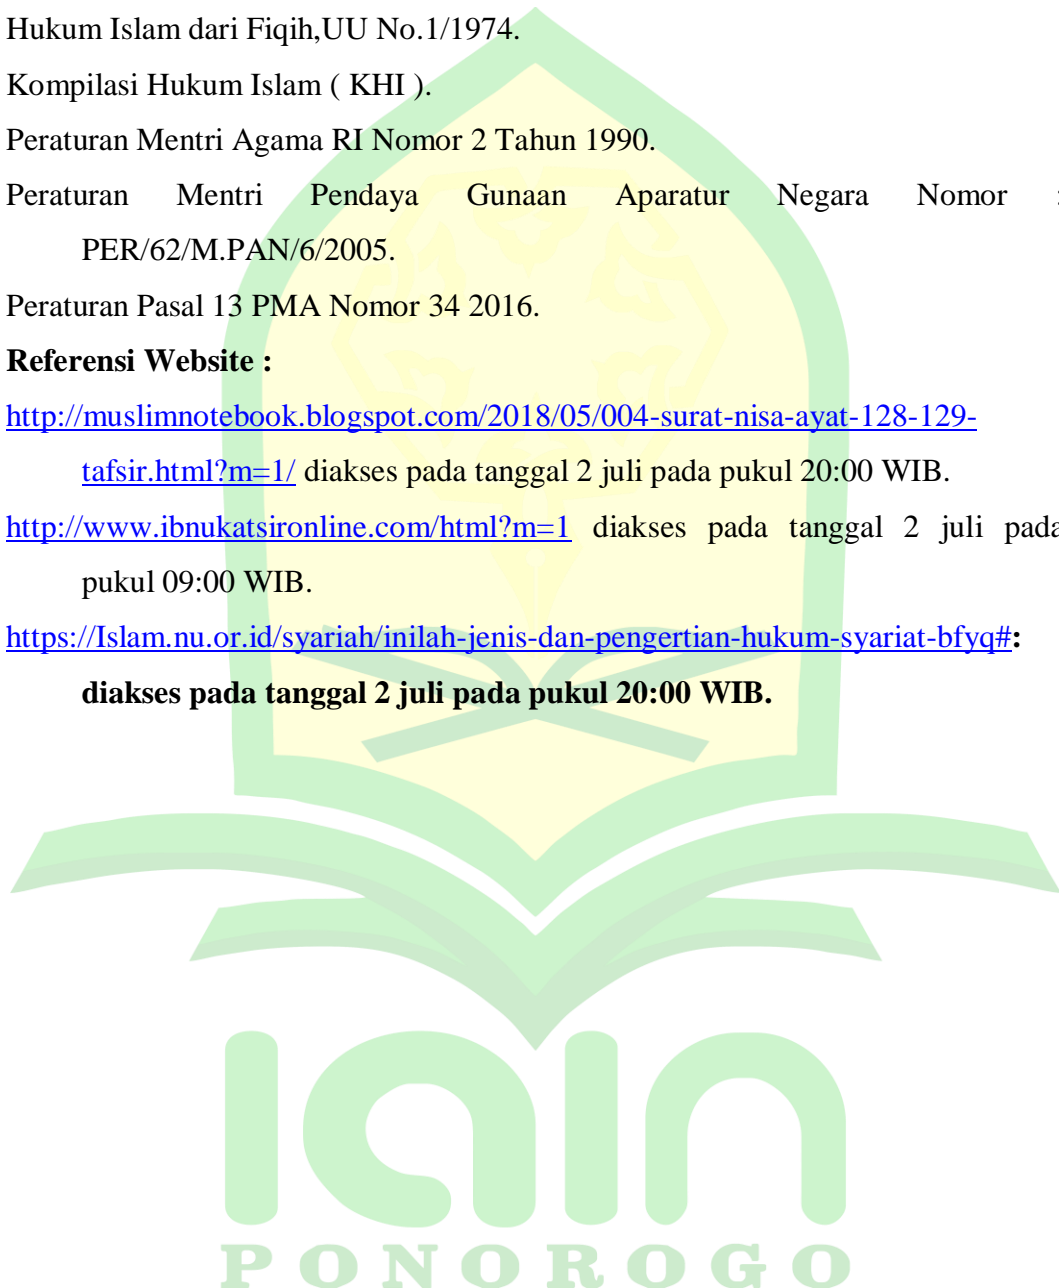 Hukum Islam dari Fiqih,UU No.1/1974.
Kompilasi Hukum Islam ( KHI ).
Peraturan Mentri Agama RI Nomor 2 Tahun 1990.
Peraturan Mentri Pendaya Gunaan Aparatur Negara Nomor :
PER/62/M.PAN/6/2005.
Peraturan Pasal 13 PMA Nomor 34 2016.
Referensi Website :
http://muslimnotebook.blogspot.com/2018/05/004-surat-nisa-ayat-128-129-
tafsir.html?m=1/ diakses pada tanggal 2 juli pada pukul 20:00 WIB.
http://www.ibnukatsironline.com/html?m=1 diakses pada tanggal 2 juli pada
pukul 09:00 WIB.
https://Islam.nu.or.id/syariah/inilah-jenis-dan-pengertian-hukum-syariat-bfyq#:
diakses pada tanggal 2 juli pada pukul 20:00 WIB.
iain
PONOROGO